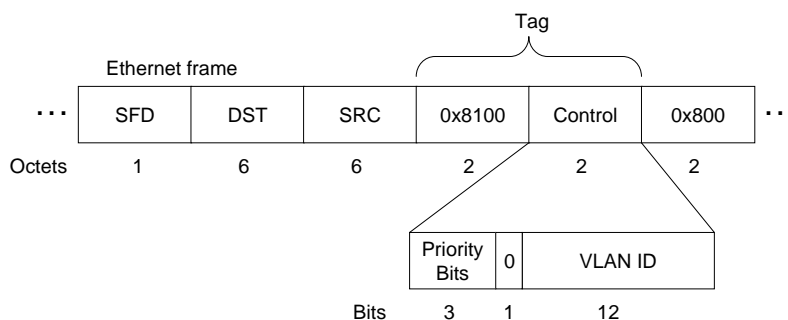 Tag
Ethernet frame
... SFD DST SRC 0x8100 Control 0x800 ..
Octets 1 6 6 2 2 2
Priority Bits 0 VLAN ID
Bits 3 1 12